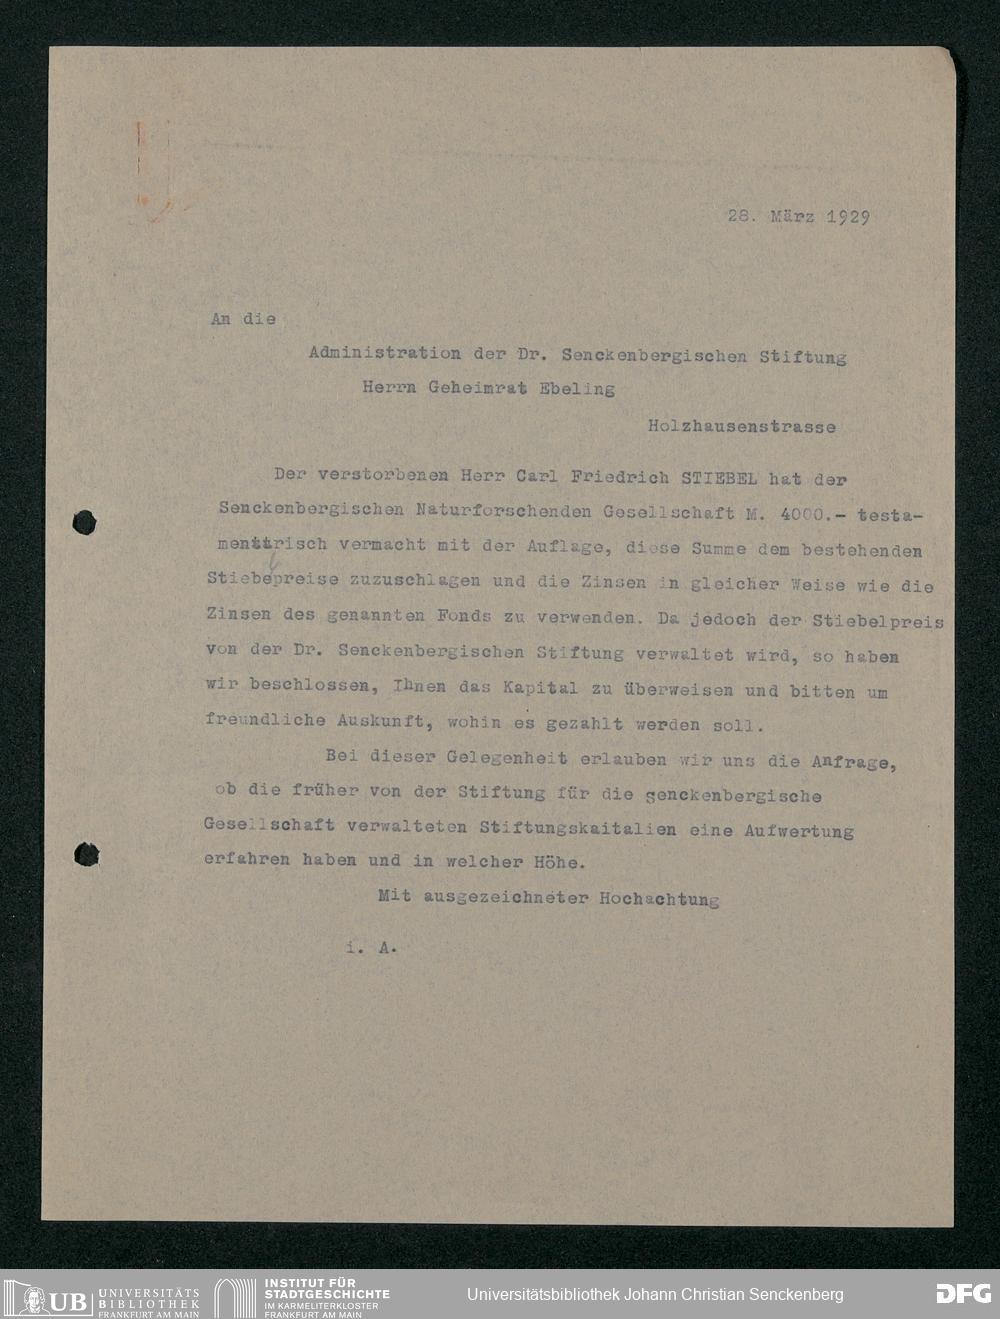 28. März 1929
An die
Administration der Dr. Senckenbergischen Stiftung
Herrn Geheimrat Ebeling
Holzhausenstrasse
Der verstorbenen Herr Carl Friedrich STIEBEL hat der
Senckenbergischen Naturforschenden Gesellschaft M. 4000.- testa-
menttrisch vermacht mit der Auflage, diese Summe dem bestehenden
Stiebelpreise zuzuschlagen und die Zinsen in gleicher Weise wie die
Zinsen des genannten Fonds zu verwenden. Da jedoch der Stiebelpreis
von der Dr. Senckenbergischen Stiftung verwaltet wird, so haben
wir beschlossen, Ihnen das Kapital zu überweisen und bitten um
freundliche Auskunft, wohin es gezahlt werden soll.
Bei dieser Gelegenheit erlauben wir uns die Anfrage,
ob die früher von der Stiftung für die senckenbergische
Gesellschaft verwalteten Stiftungskaitalien eine Aufwertung
erfahren haben und in welcher Höhe.
Mit ausgezeichneter Hochachtung
i. A.
UB UNIVERSITÄTS
BIBLIOTHEK
FRANKFURT AM MAIN
INSTITUT FÜR
STADTGESCHICHTE
IM KARMELITERKLOSTER
FRANKFURT AM MAIN
Universitätsbibliothek Johann Christian Senckenberg
DFG